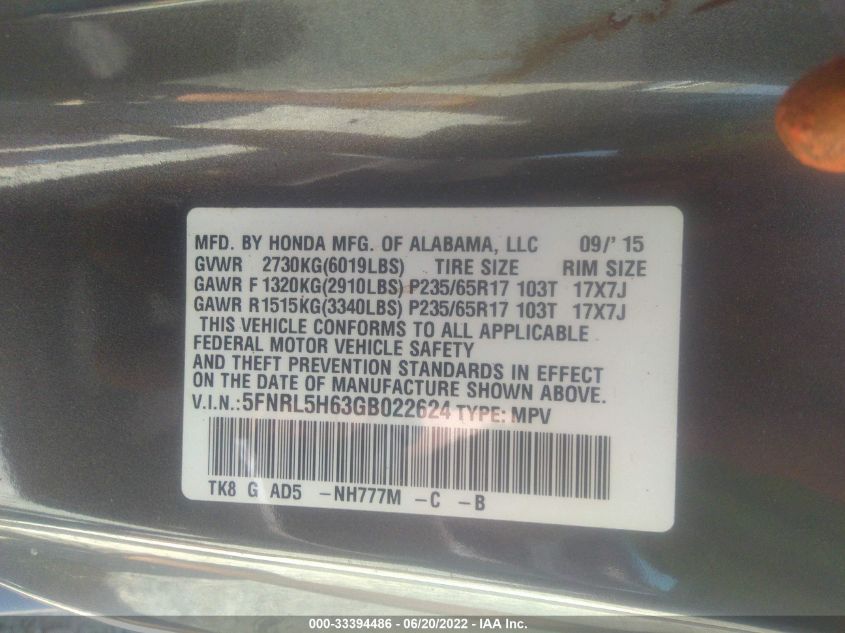 MFD. BY HONDA MFG. OF ALABAMA, LLC 09/' 15
GVWR 2730KG(6019LBS) TIRE SIZE RIM SIZE
GAWR F 1320KG(2910LBS) P235/65R17 103T 17X7J
GAWR R1515KG(3340LBS) P235/65R17 103T 17X7J
THIS VEHICLE CONFORMS TO ALL APPLICABLE
FEDERAL MOTOR VEHICLE SAFETY
AND THEFT PREVENTION STANDARDS IN EFFECT
ON THE DATE OF MANUFACTURE SHOWN ABOVE.
V.I.N.:5FNRL5H63GB022624 TYPE: MPV
TK8 G AD5 -NH777M -C -B
000-33394486 - 06/20/2022 - IAA Inc.